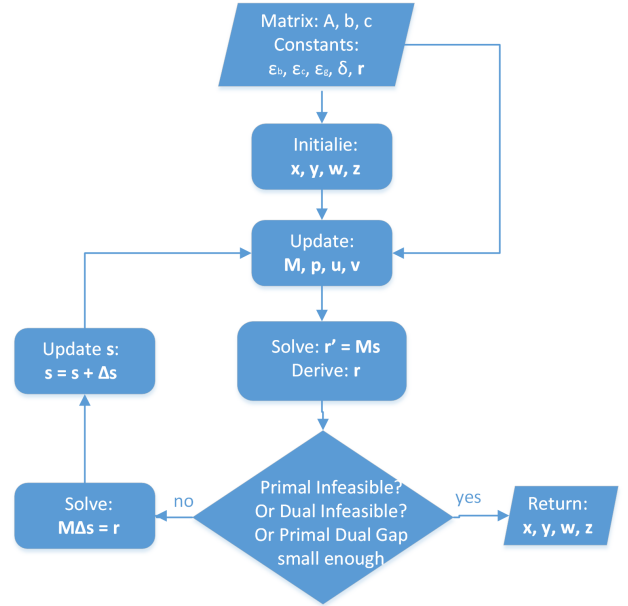 Matrix: A, b, c
Constants:
εb, εc, εg, δ, r
Initialie:
x, y, w, z
Update:
M, p, u, v
Solve: r' = Ms
Derive: r
Update s:
s = s + Δs
Primal Infeasible?
Or Dual Infeasible?
Or Primal Dual Gap
small enough
no
yes
Solve:
MΔs = r
Return:
x, y, w, z